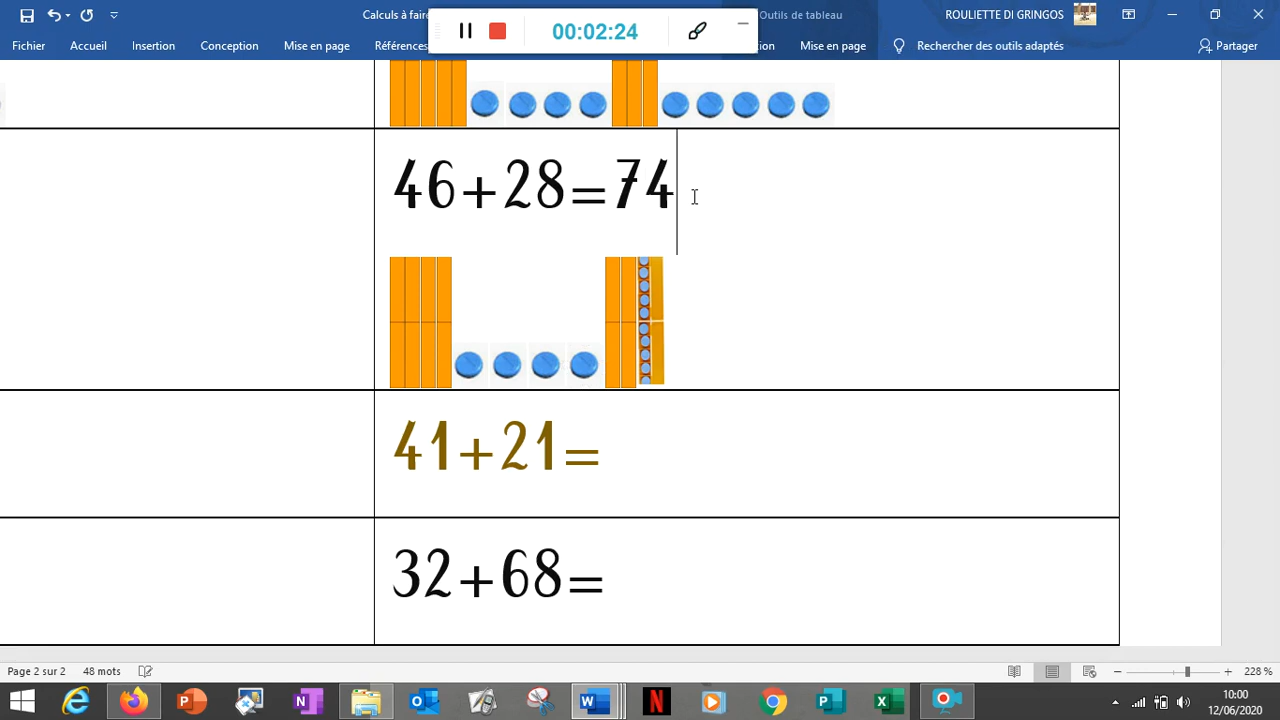 Calculs à faire
Outils de tableau
ROULIETTE DI GRINGOS
00:02:24
Fichier Accueil Insertion Conception Mise en page Références Mise en page Rechercher des outils adaptés Partager
46+28=74
41+21=
32+68=
Page 2 sur 2 48 mots 228 %
10:00
12/06/2020